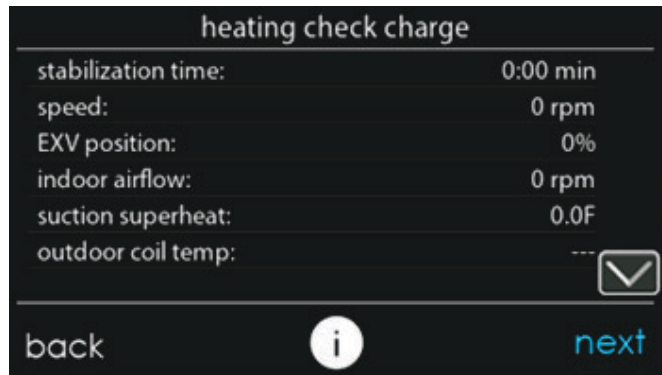 heating check charge
stabilization time: 0:00 min
speed: 0 rpm
EXV position: 0%
indoor airflow: 0 rpm
suction superheat: 0.0F
outdoor coil temp: ---
back i next